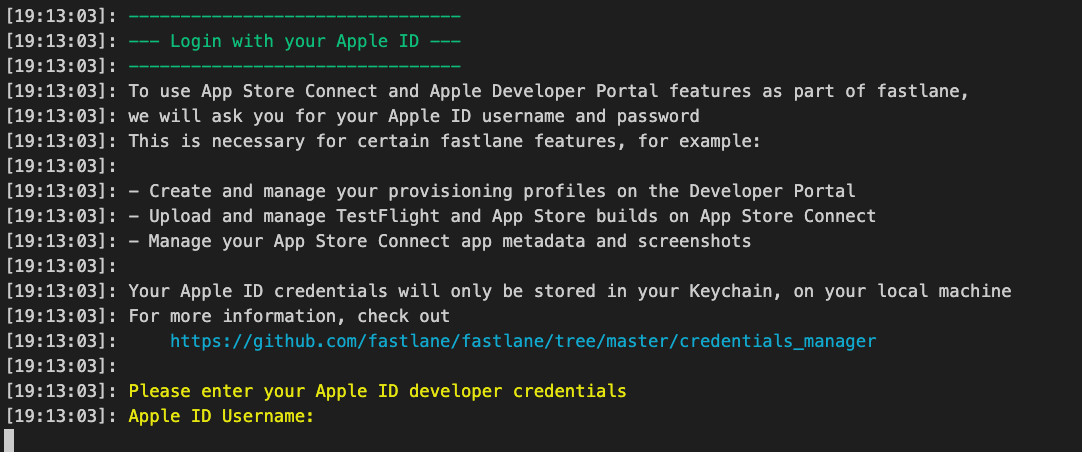 [19:13:03]: --------------------------------
[19:13:03]: --- Login with your Apple ID ---
[19:13:03]: --------------------------------
[19:13:03]: To use App Store Connect and Apple Developer Portal features as part of fastlane,
[19:13:03]: we will ask you for your Apple ID username and password
[19:13:03]: This is necessary for certain fastlane features, for example:
[19:13:03]:
[19:13:03]: - Create and manage your provisioning profiles on the Developer Portal
[19:13:03]: - Upload and manage TestFlight and App Store builds on App Store Connect
[19:13:03]: - Manage your App Store Connect app metadata and screenshots
[19:13:03]:
[19:13:03]: Your Apple ID credentials will only be stored in your Keychain, on your local machine
[19:13:03]: For more information, check out
[19:13:03]:     https://github.com/fastlane/fastlane/tree/master/credentials_manager
[19:13:03]:
[19:13:03]: Please enter your Apple ID developer credentials
[19:13:03]: Apple ID Username: